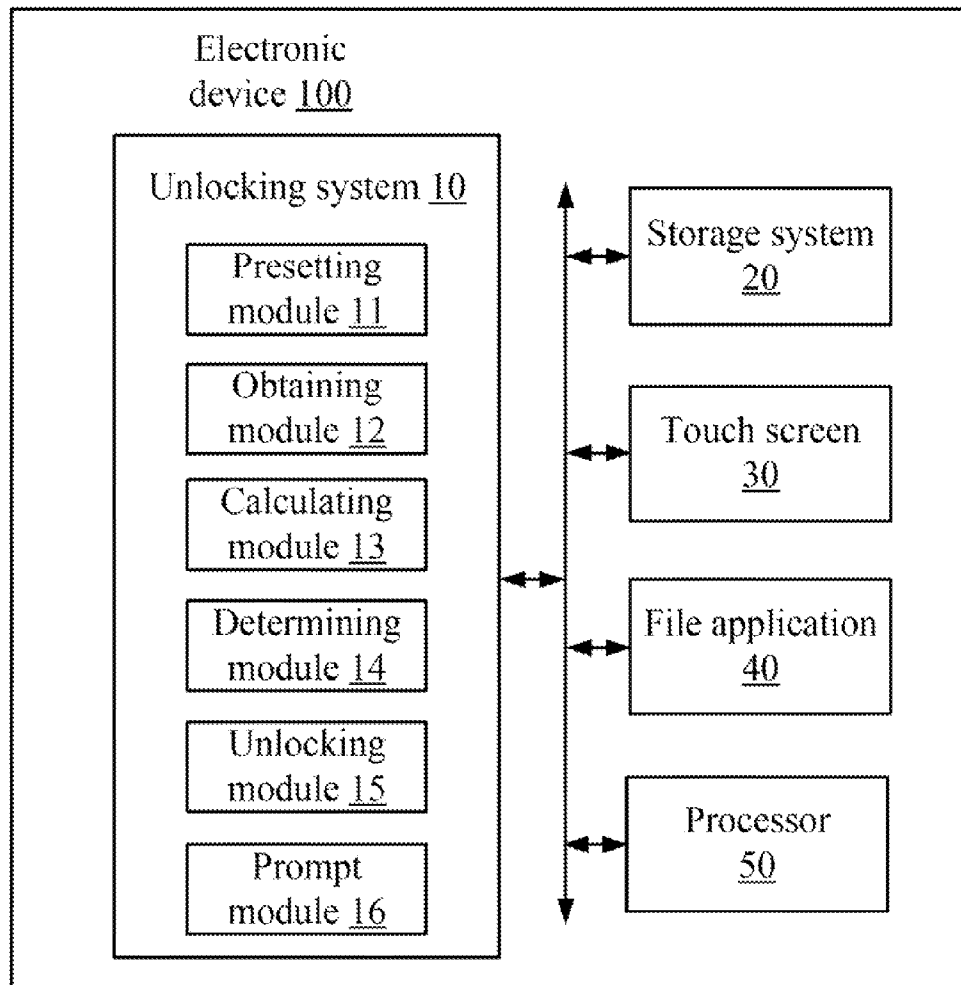 Electronic
device 100
Unlocking system 10
Presetting
module 11
Obtaining
module 12
Calculating
module 13
Determining
module 14
Unlocking
module 15
Prompt
module 16
Storage system
20
Touch screen
30
File application
40
Processor
50